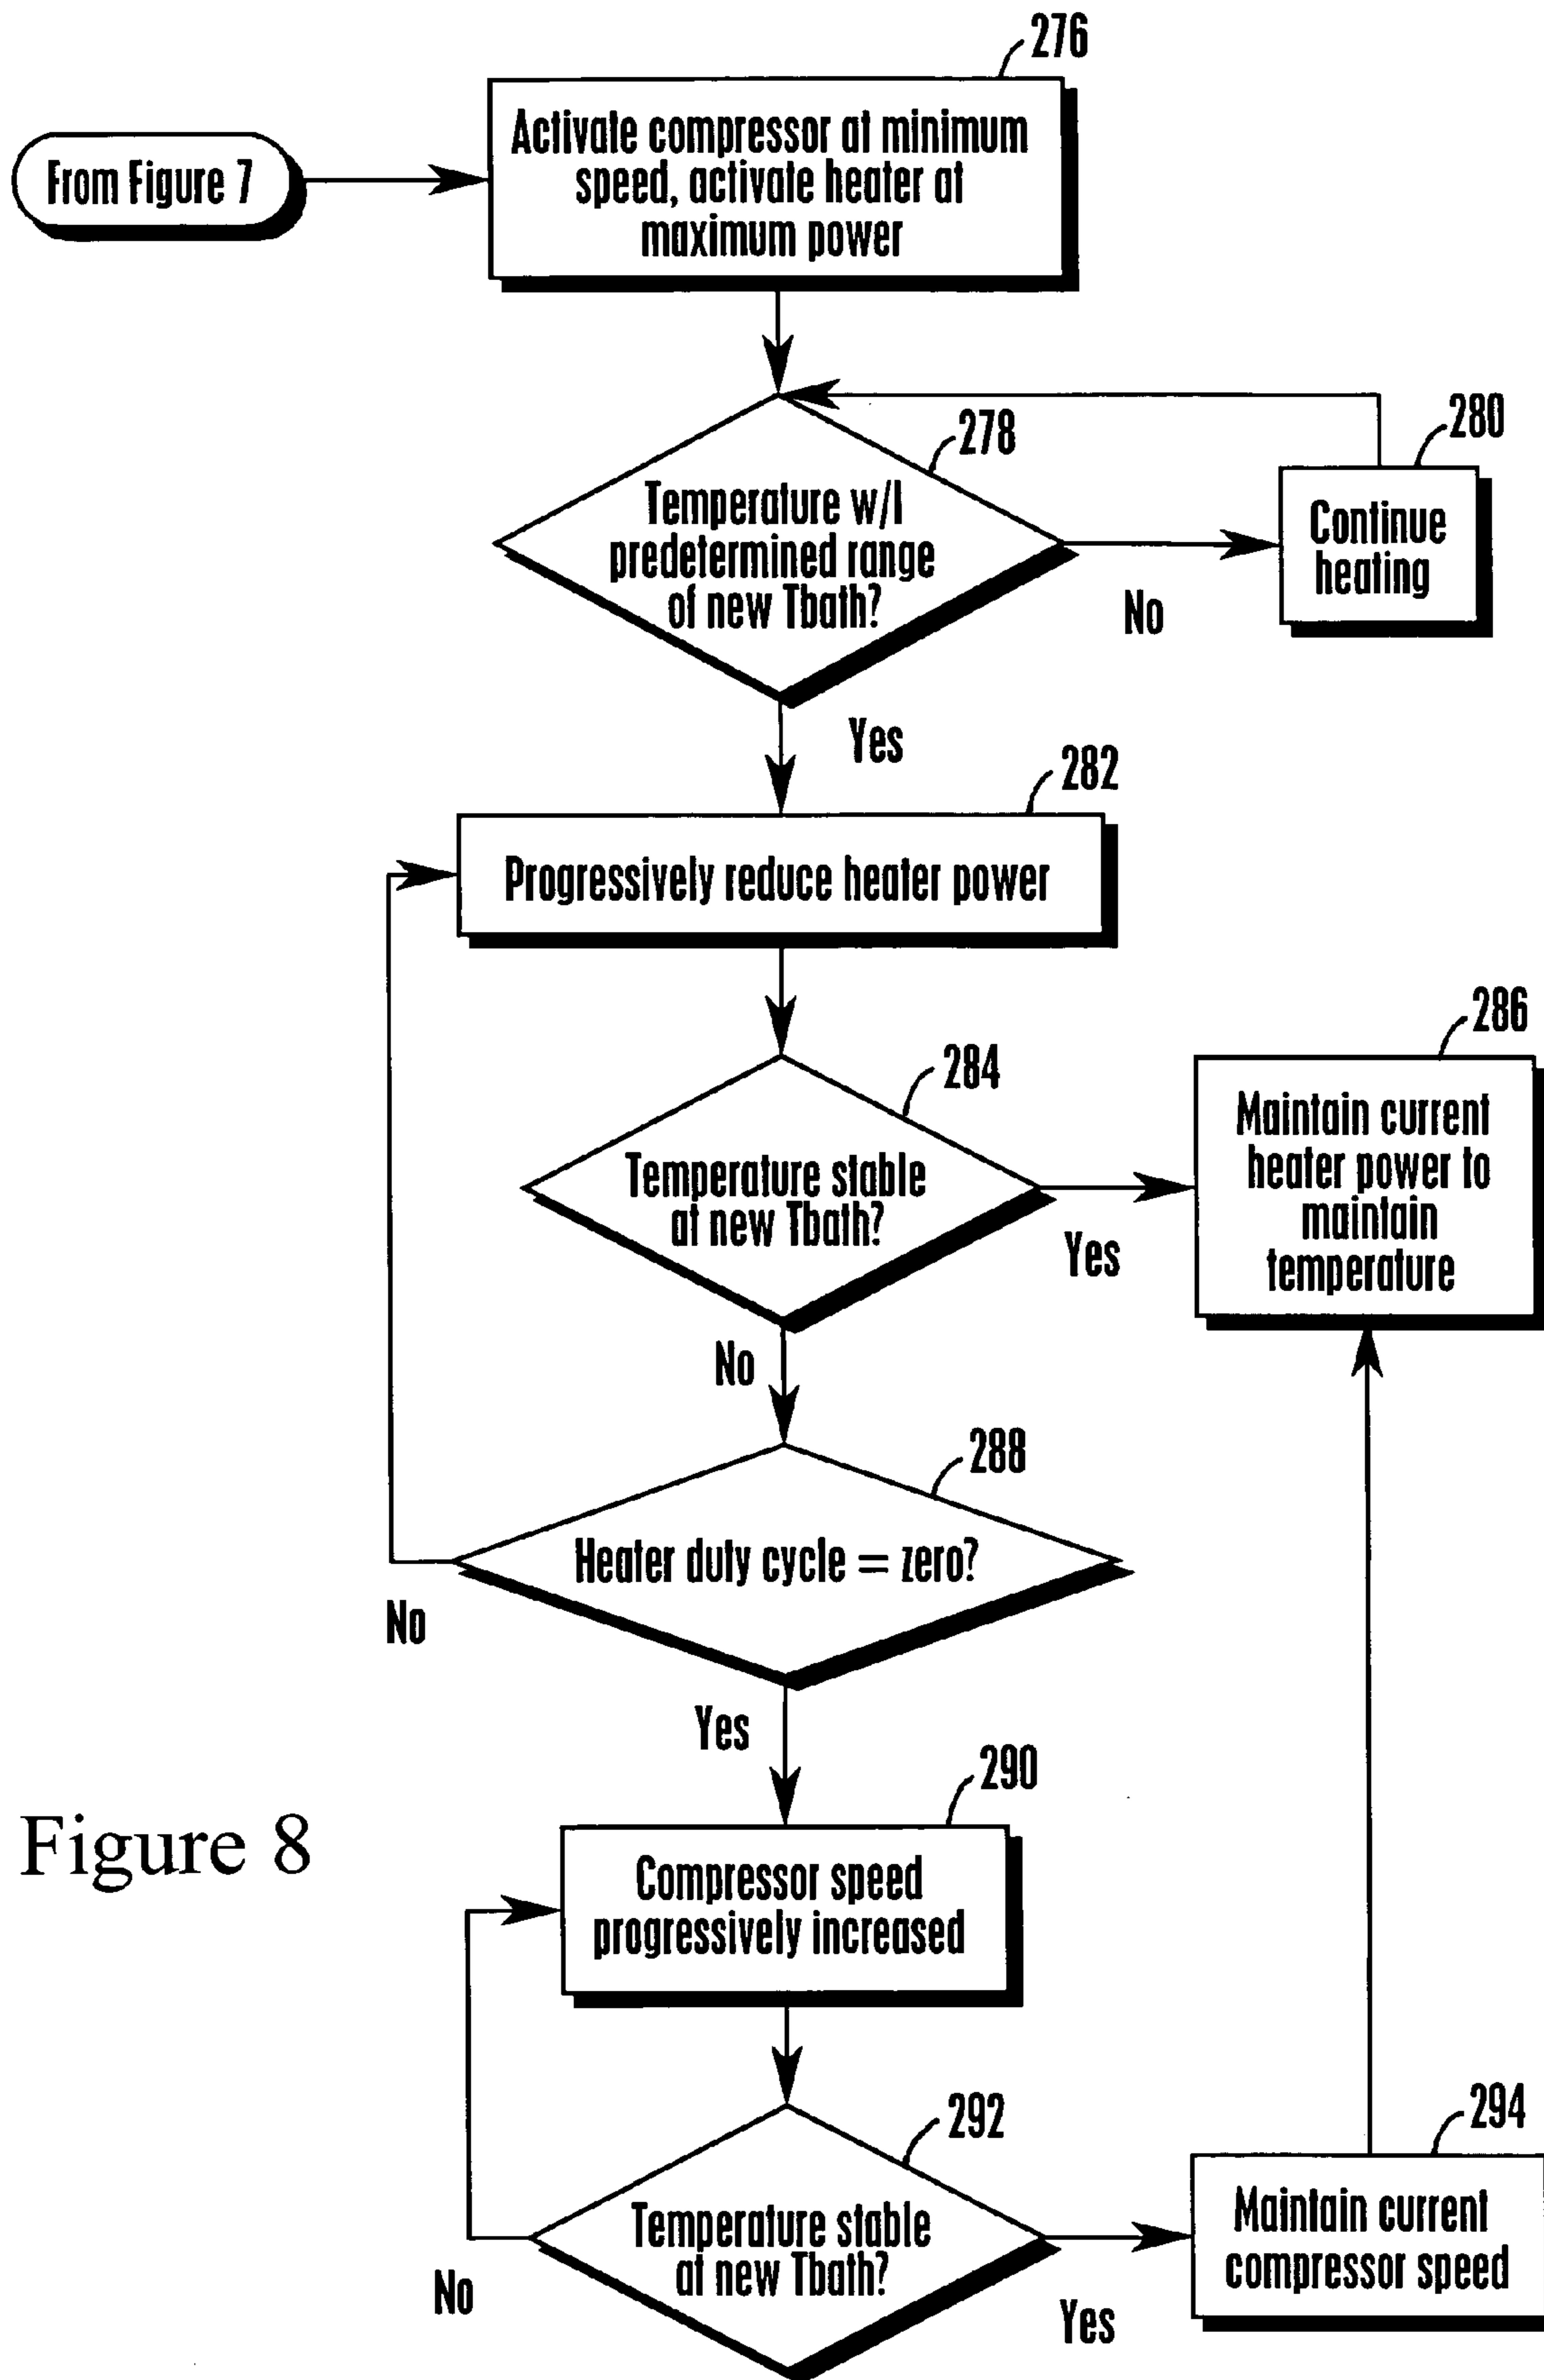 276
From Figure 7
Activate compressor at minimum
speed, activate heater at
maximum power
278
Temperature w/I
predetermined range
of new Tbath?
No
280
Continue
heating
Yes
282
Progressively reduce heater power
284
Temperature stable
at new Tbath?
Yes
286
Maintain current
heater power to
maintain
temperature
No
288
Heater duty cycle = zero?
No
Yes
290
Figure 8
Compressor speed
progressively increased
292
Temperature stable
at new Tbath?
No
Yes
294
Maintain current
compressor speed